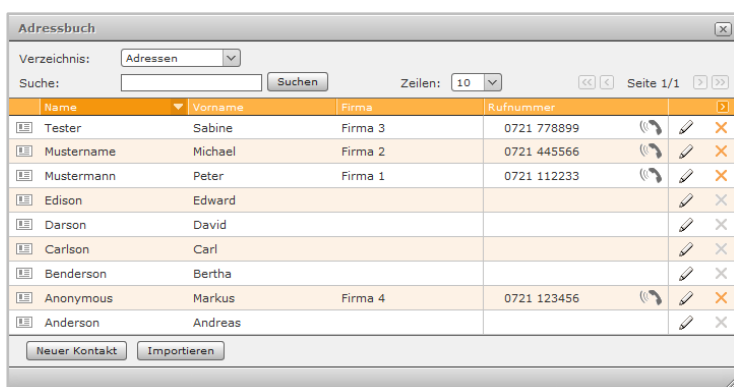 Adressbuch
Verzeichnis: Adressen
Suche: Suchen Zeilen: 10 Seite 1/1
Name Vorname Firma Rufnummer
Tester Sabine Firma 3 0721 778899
Mustername Michael Firma 2 0721 445566
Mustermann Peter Firma 1 0721 112233
Edison Edward
Darson David
Carlson Carl
Benderson Bertha
Anonymous Markus Firma 4 0721 123456
Anderson Andreas
Neuer Kontakt Importieren